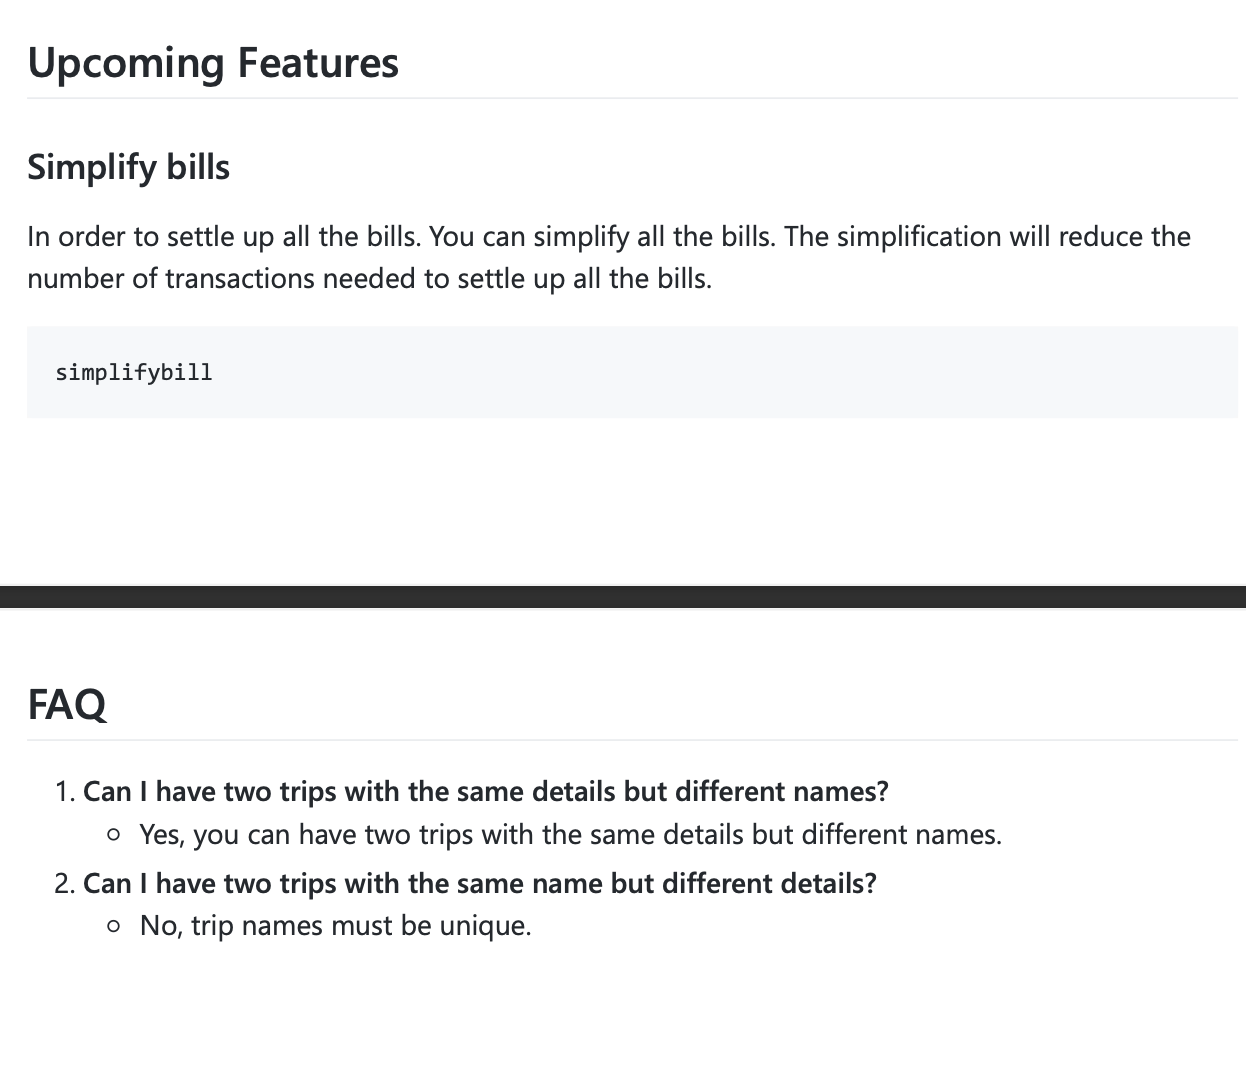 Upcoming Features
Simplify bills
In order to settle up all the bills. You can simplify all the bills. The simplification will reduce the
number of transactions needed to settle up all the bills.
simplifybill
FAQ
1. Can I have two trips with the same details but different names?
Yes, you can have two trips with the same details but different names.
2. Can I have two trips with the same name but different details?
No, trip names must be unique.